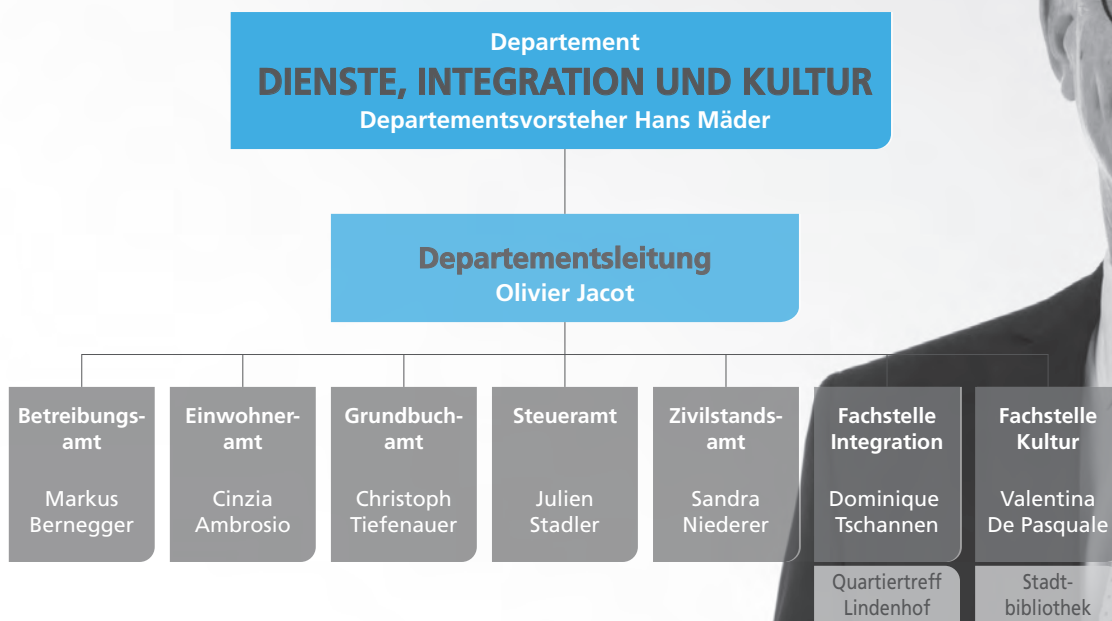 Departement
DIENSTE, INTEGRATION UND KULTUR
Departementsvorsteher Hans Mäder
Departementsleitung
Olivier Jacot
Betreibungs-
amt
Markus
Bernegger
Einwohner-
amt
Cinzia
Ambrosio
Grundbuch-
amt
Christoph
Tiefenauer
Steueramt
Julien
Stadler
Zivilstands-
amt
Sandra
Niederer
Fachstelle
Integration
Dominique
Tschannen
Quartiertreff
Lindenhof
Fachstelle
Kultur
Valentina
De Pasquale
Stadt-
bibliothek